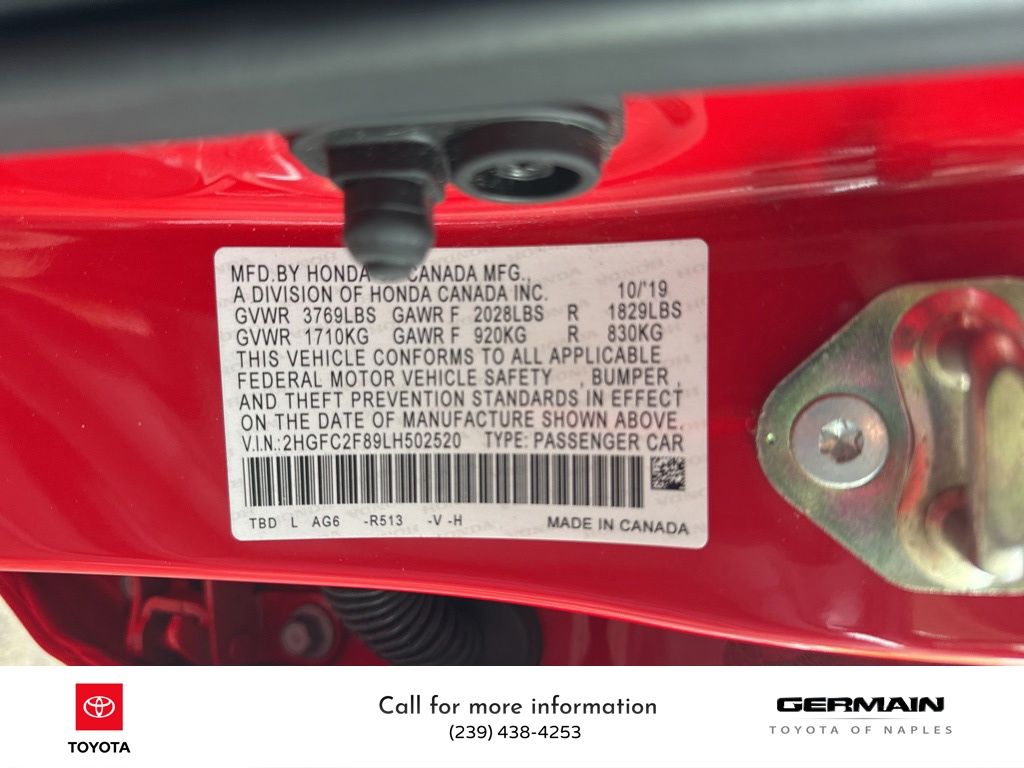 MFD.BY HONDA CANADA MFG.,
A DIVISION OF HONDA CANADA INC. 10/'19
GVWR 3769LBS GAWR F 2028LBS R 1829LBS
GVWR 1710KG GAWR F 920KG R 830KG
THIS VEHICLE CONFORMS TO ALL APPLICABLE
FEDERAL MOTOR VEHICLE SAFETY , BUMPER ,
AND THEFT PREVENTION STANDARDS IN EFFECT
ON THE DATE OF MANUFACTURE SHOWN ABOVE.
V.I.N.:2HGFC2F89LH502520 TYPE: PASSENGER CAR
TBD L AG6 -R513 -V -H MADE IN CANADA
TOYOTA
Call for more information
(239) 438-4253
GERMAIN
TOYOTA OF NAPLES